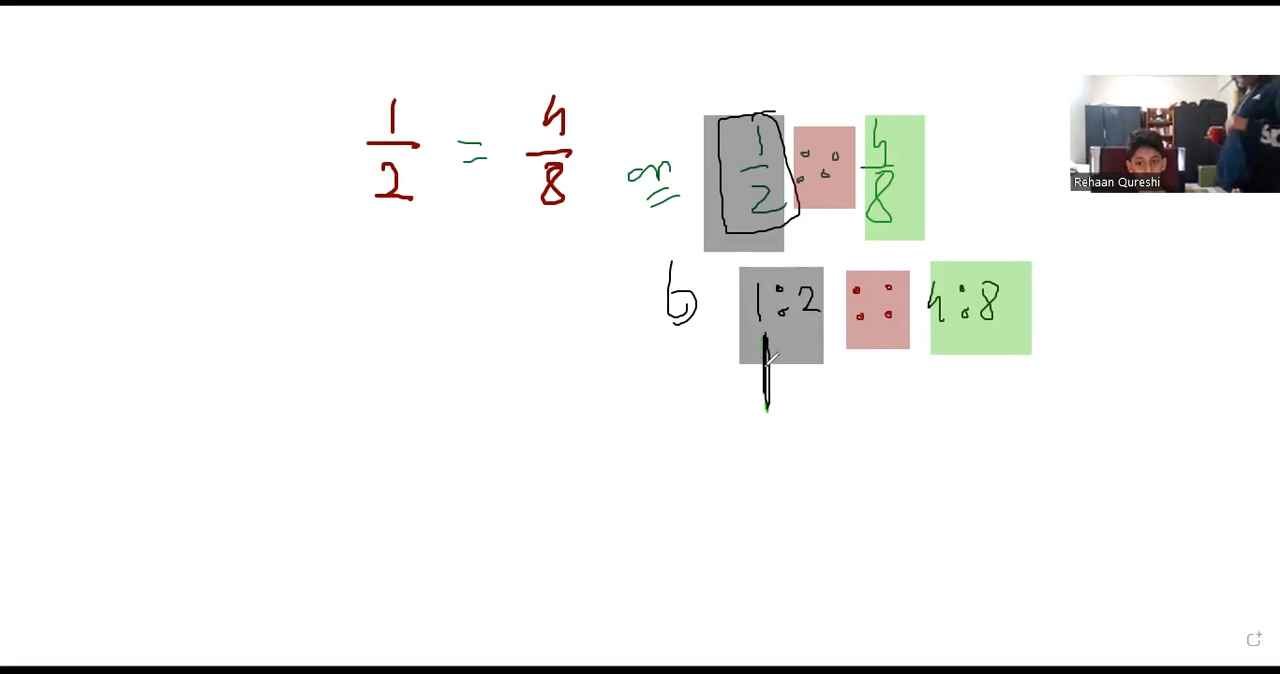 1/2 = 4/8 or 1/2 :: 4/8
Rehaan Qureshi
b 1:2 :: 4:8